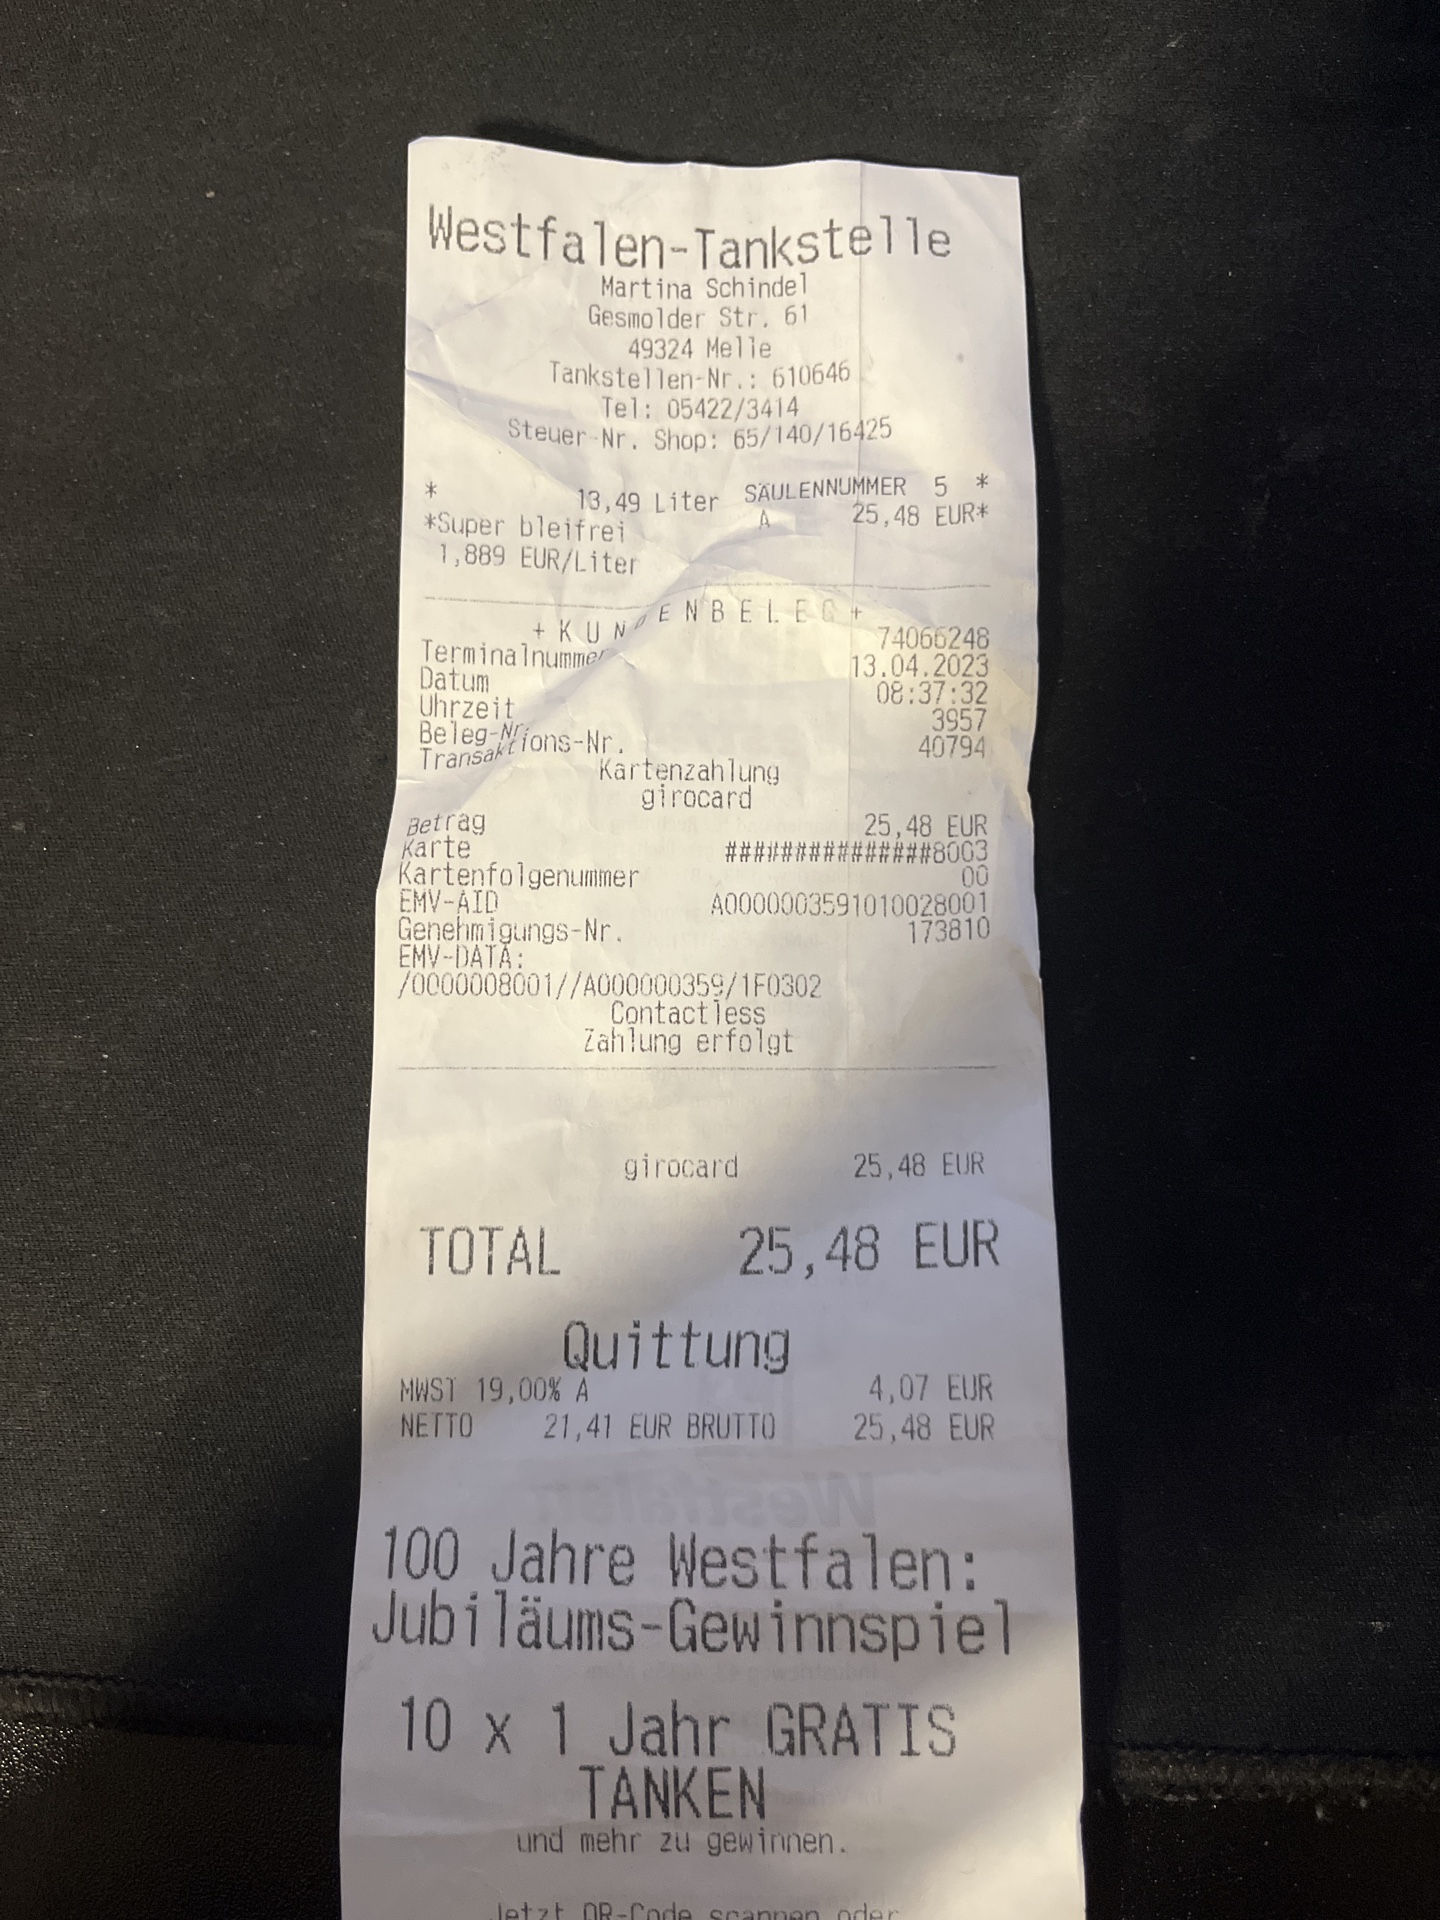 Westfalen-Tankstelle
Martina Schindel
Gesmolder Str. 61
49324 Melle
Tankstellen-Nr.: 610646
Tel: 05422/3414
Steuer-Nr. Shop: 65/140/16425
* SÄULENNUMMER 5 *
13,49 Liter
*Super bleifrei A 25,48 EUR*
1,889 EUR/Liter
+ K U N D E N B E L E G +
Terminalnummer 74066248
Datum 13.04.2023
Uhrzeit 08:37:32
Beleg-Nr. 3957
Transaktions-Nr. 40794
Kartenzahlung
girocard
Betrag 25,48 EUR
Karte ###############8003
Kartenfolgenummer 00
EMV-AID A0000003591010028001
Genehmigungs-Nr. 173810
EMV-DATA:
/0000008001//A000000359/1F0302
Contactless
Zahlung erfolgt
girocard 25,48 EUR
TOTAL 25,48 EUR
Quittung
MWST 19,00% A 4,07 EUR
NETTO 21,41 EUR BRUTTO 25,48 EUR
100 Jahre Westfalen:
Jubiläums-Gewinnspiel
10 x 1 Jahr GRATIS
TANKEN
und mehr zu gewinnen.
Jetzt QR-Code scannen oder